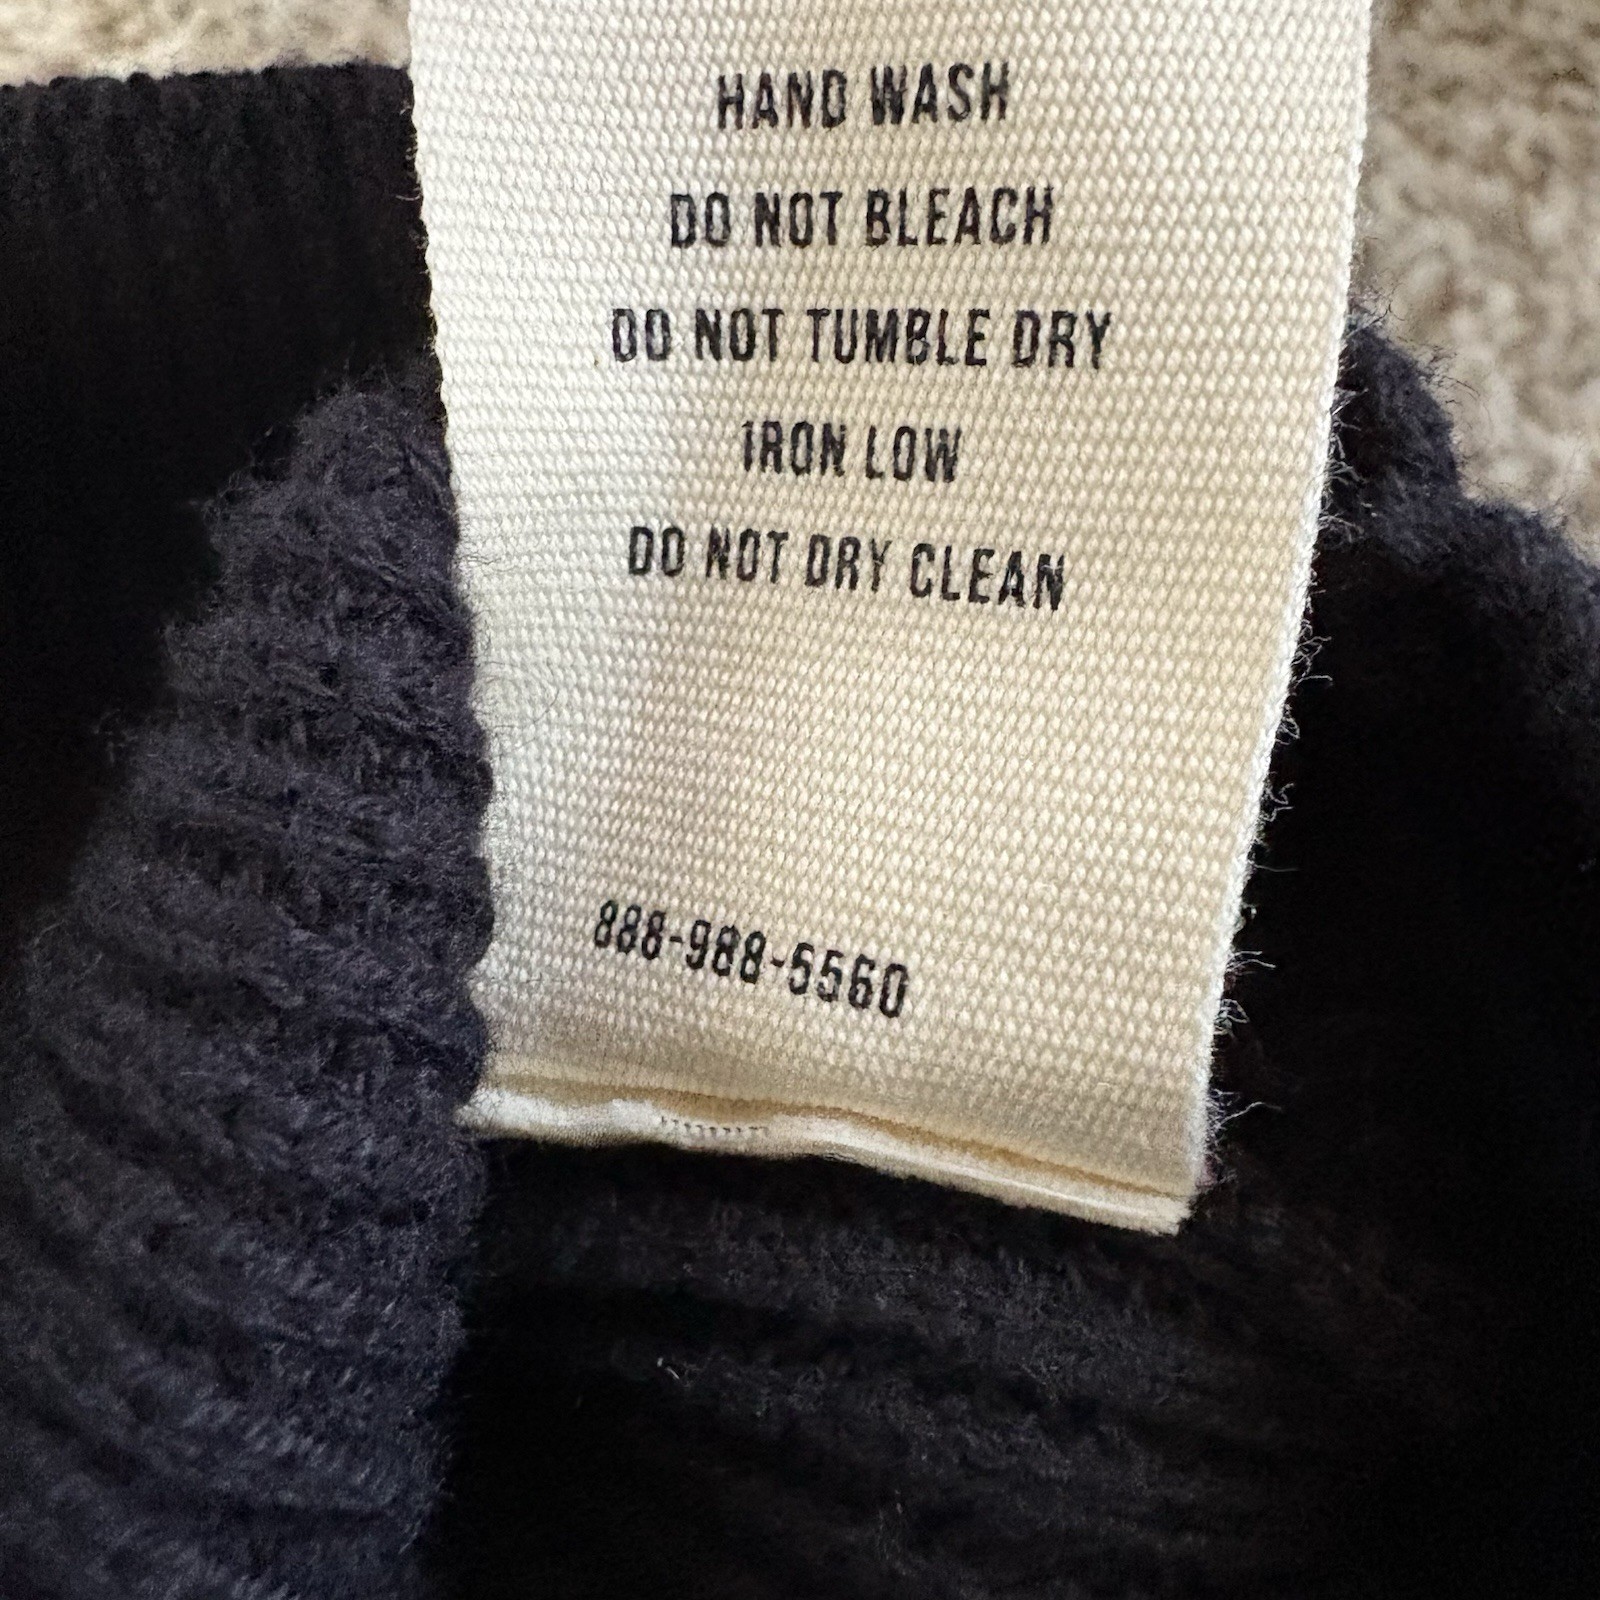 HAND WASH
DO NOT BLEACH
DO NOT TUMBLE DRY
IRON LOW
DO NOT DRY CLEAN
888-988-5560